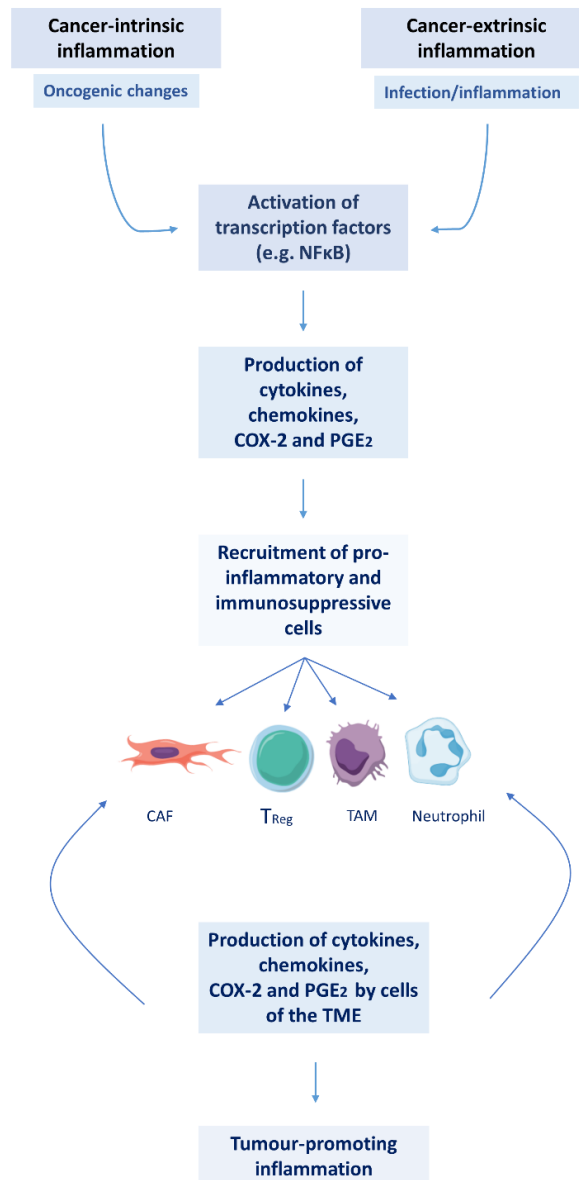 Cancer-intrinsic
inflammation
Oncogenic changes
Cancer-extrinsic
inflammation
Infection/inflammation
Activation of
transcription factors
(e.g. NFκB)
Production of
cytokines,
chemokines,
COX-2 and PGE₂
Recruitment of pro-
inflammatory and
immunosuppressive
cells
CAF
TReg
TAM
Neutrophil
Production of cytokines,
chemokines,
COX-2 and PGE₂ by cells
of the TME
Tumour-promoting
inflammation